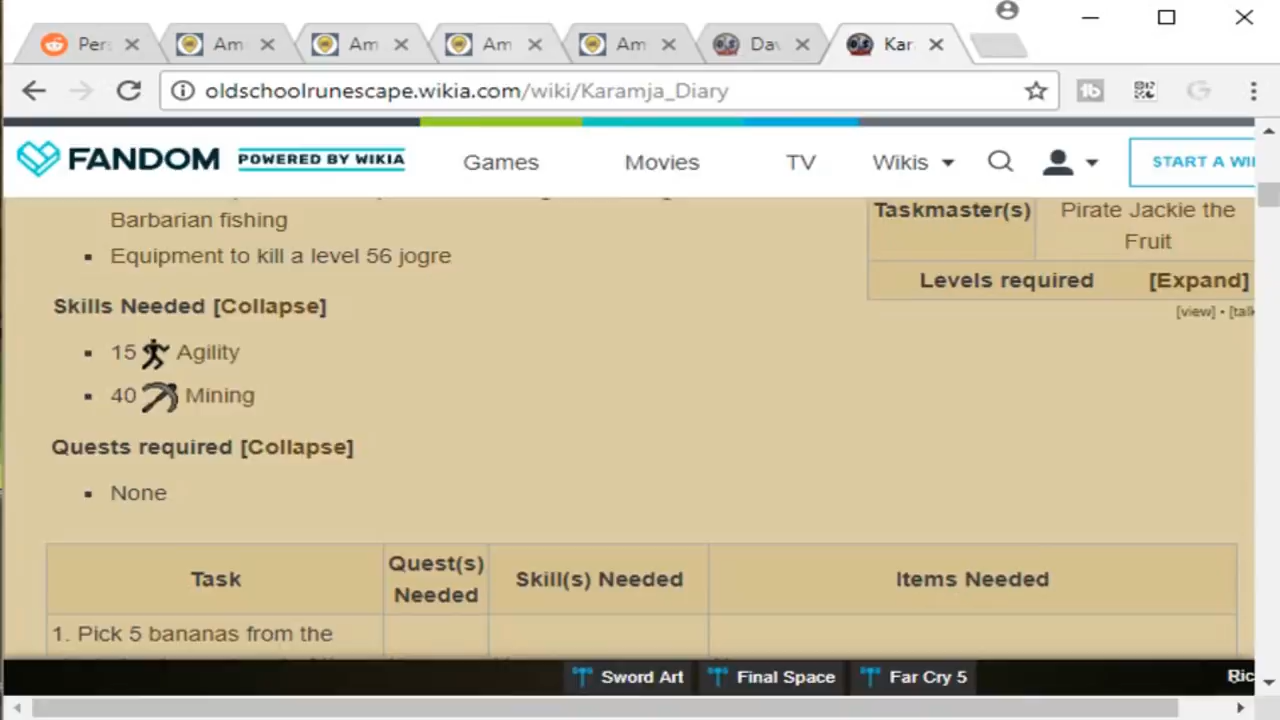 Per
Am
Am
Am
Am
Da
Kar
oldschoolrunescape.wikia.com/wiki/Karamja_Diary
FANDOM POWERED BY WIKIA Games Movies TV Wikis START A WI
Barbarian fishing
Equipment to kill a level 56 jogre
Taskmaster(s) Pirate Jackie the
Fruit
Levels required [Expand]
[view] • [talk
Skills Needed [Collapse]
15 Agility
40 Mining
Quests required [Collapse]
None
Task
Quest(s)
Needed
Skill(s) Needed
Items Needed
1. Pick 5 bananas from the
Sword Art Final Space Far Cry 5 Ric